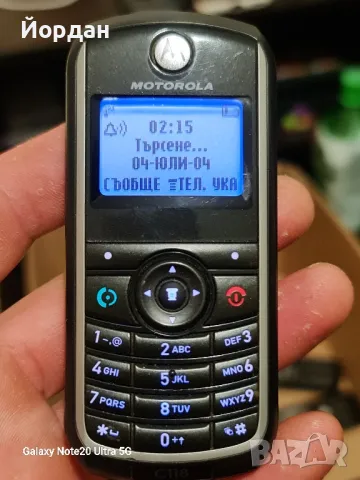 Йордан
MOTOROLA
02:15
Търсене...
04-ЮЛИ-04
СЪОБЩЕ ТЕЛ. УКА
1-.@
2 ABC
DEF 3
4 GHI
5 JKL
MNO 6
7 PQRS
8 TUV
WXYZ 9
*
0 +
#
C118
Galaxy Note20 Ultra 5G
BAZAR